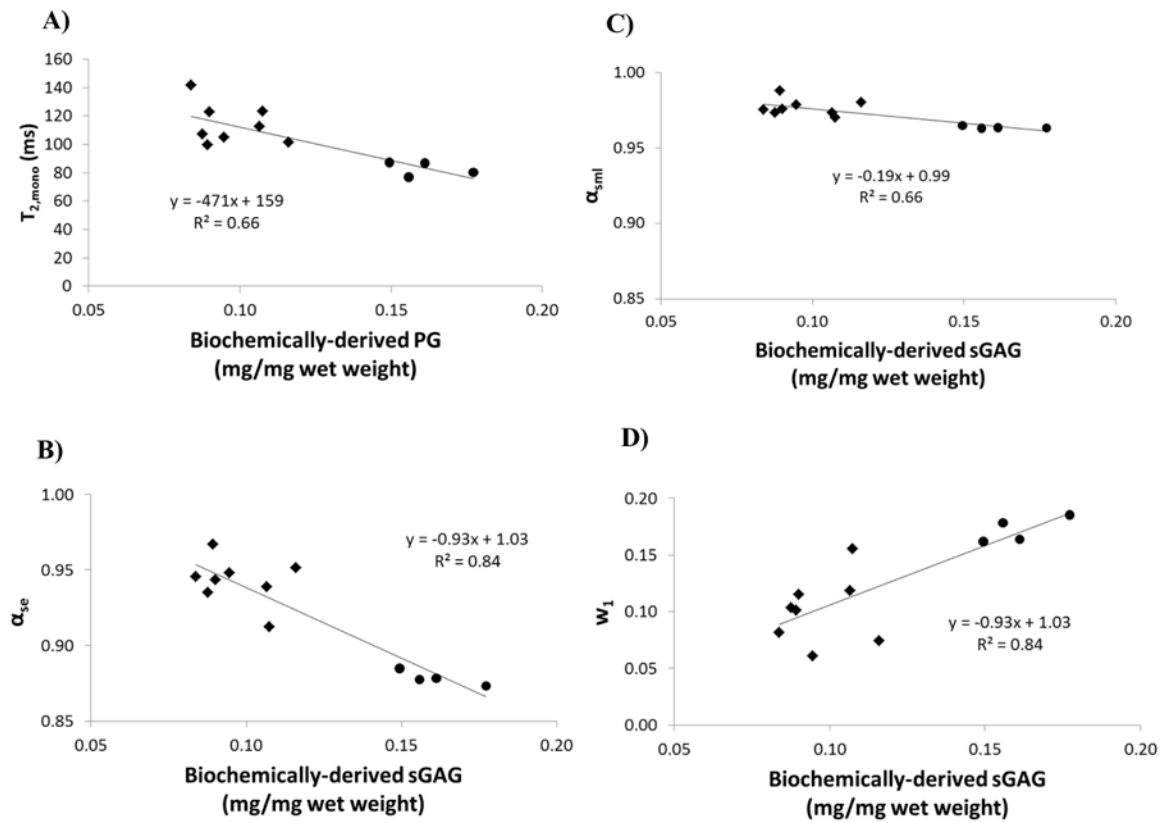 A)
160
140
120
100
80
60
40
20
0
T2,mono (ms)
y = -471x + 159
R² = 0.66
0.05 0.10 0.15 0.20
Biochemically-derived PG
(mg/mg wet weight)
C)
1.00
0.95
0.90
0.85
αsml
y = -0.19x + 0.99
R² = 0.66
0.05 0.10 0.15 0.20
Biochemically-derived sGAG
(mg/mg wet weight)
B)
1.00
0.95
0.90
0.85
αse
y = -0.93x + 1.03
R² = 0.84
0.05 0.10 0.15 0.20
Biochemically-derived sGAG
(mg/mg wet weight)
D)
0.20
0.15
0.10
0.05
0.00
w1
y = -0.93x + 1.03
R² = 0.84
0.05 0.10 0.15 0.20
Biochemically-derived sGAG
(mg/mg wet weight)